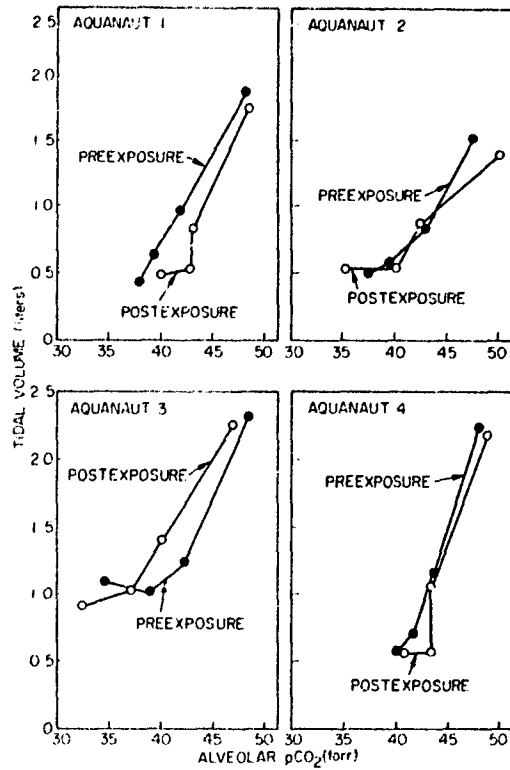 AQUANAUT 1
2.5
2.0
1.5
1.0
0.5
0
30 35 40 45 50
PREEXPOSURE
POSTEXPOSURE
AQUANAUT 2
30 35 40 45 50
PREEXPOSURE
POSTEXPOSURE
TIDAL VOLUME (liters)
AQUANAUT 3
2.5
2.0
1.5
1.0
0.5
0
30 35 40 45 50
POSTEXPOSURE
PREEXPOSURE
AQUANAUT 4
30 35 40 45 50
PREEXPOSURE
POSTEXPOSURE
ALVEOLAR pCO2 (torr)